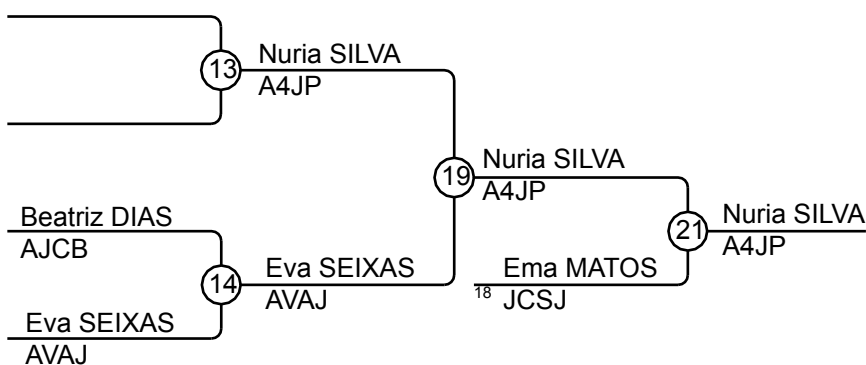 13
Nuria SILVA
A4JP
19
Nuria SILVA
A4JP
21
Nuria SILVA
A4JP
Beatriz DIAS
AJCB
14
Eva SEIXAS
AVAJ
18
Ema MATOS
JCSJ
Eva SEIXAS
AVAJ